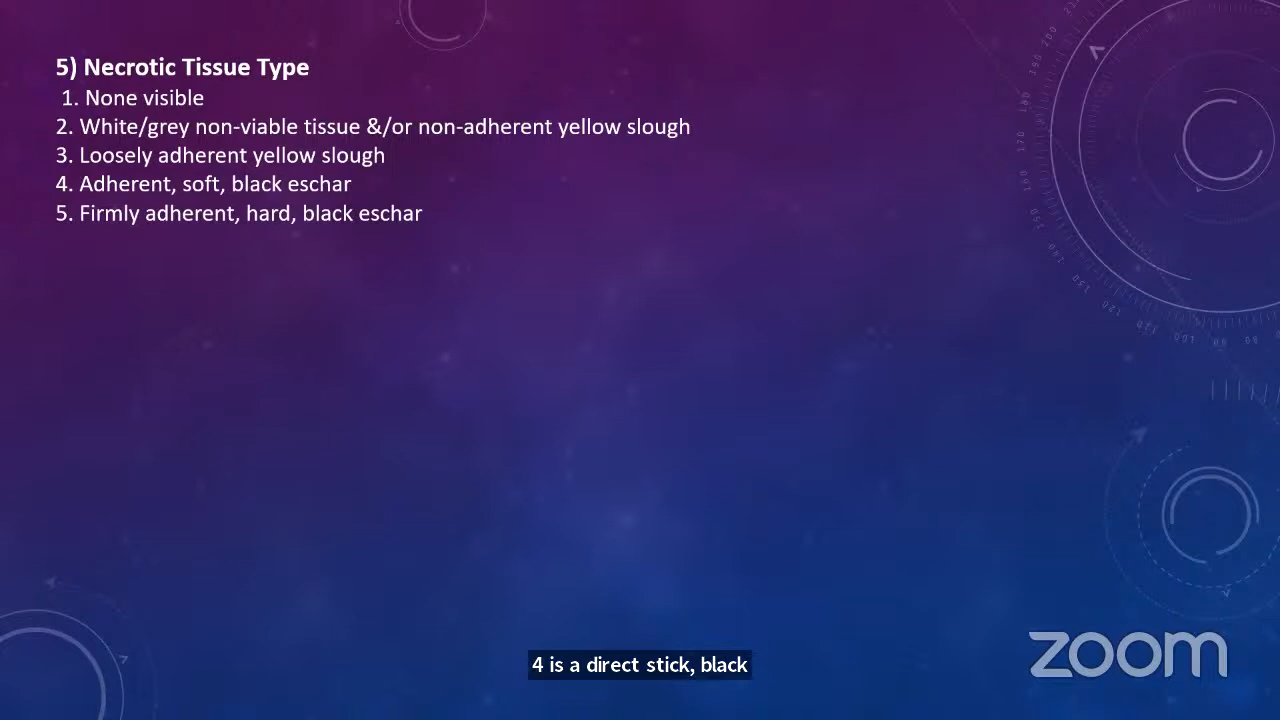 5) Necrotic Tissue Type
1. None visible
2. White/grey non-viable tissue &/or non-adherent yellow slough
3. Loosely adherent yellow slough
4. Adherent, soft, black eschar
5. Firmly adherent, hard, black eschar
4 is a direct stick, black
zoom